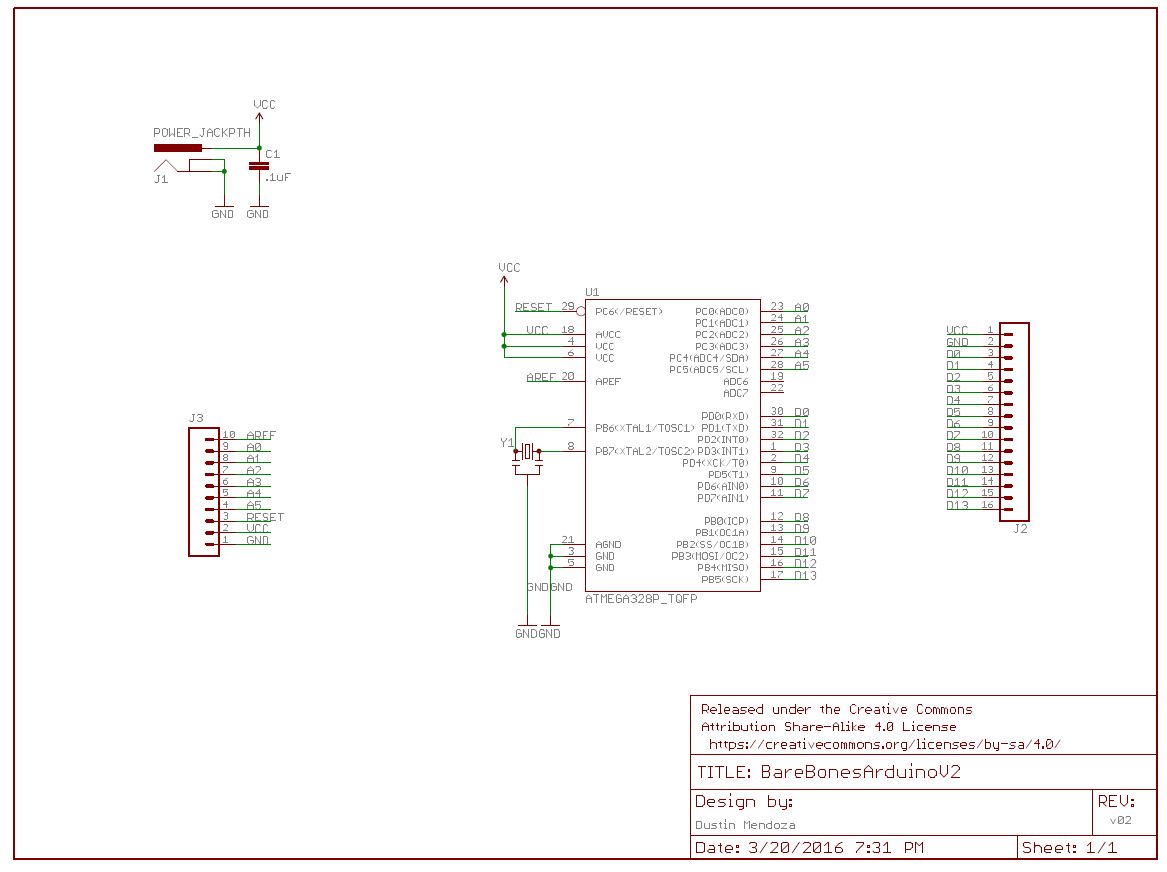 VCC
POWER_JACKPTH
C1
.1uF
J1
GND GND
VCC
U1
RESET 29 PC6(/RESET) PC0(ADC0) 23 A0
PC1(ADC1) 24 A1
VCC 18 AVCC PC2(ADC2) 25 A2
4 VCC PC3(ADC3) 26 A3
6 VCC PC4(ADC4/SDA) 27 A4
PC5(ADC5/SCL) 28 A5
AREF 20 AREF ADC6 19
ADC7 22
PD0(RXD) 30 D0
7 PB6(XTAL1/TOSC1) PD1(TXD) 31 D1
PD2(INT0) 32 D2
Y1 8 PB7(XTAL2/TOSC2) PD3(INT1) 1 D3
PD4(XCK/T0) 2 D4
PD5(T1) 9 D5
PD6(AIN0) 10 D6
PD7(AIN1) 11 D7
PB0(ICP) 12 D8
PB1(OC1A) 13 D9
21 AGND PB2(SS/OC1B) 14 D10
3 GND PB3(MOSI/OC2) 15 D11
5 GND PB4(MISO) 16 D12
PB5(SCK) 17 D13
GND GND
ATMEGA328P_TQFP
GND GND
VCC 1
GND 2
D0 3
D1 4
D2 5
D3 6
D4 7
D5 8
D6 9
D7 10
D8 11
D9 12
D10 13
D11 14
D12 15
D13 16
J2
J3
10 AREF
9 A0
8 A1
7 A2
6 A3
5 A4
4 A5
3 RESET
2 VCC
1 GND
Released under the Creative Commons
Attribution Share-Alike 4.0 License
https://creativecommons.org/licenses/by-sa/4.0/
TITLE: BareBonesArduinoV2
Design by:
Dustin Mendoza
REV:
v02
Date: 3/20/2016 7:31 PM
Sheet: 1/1